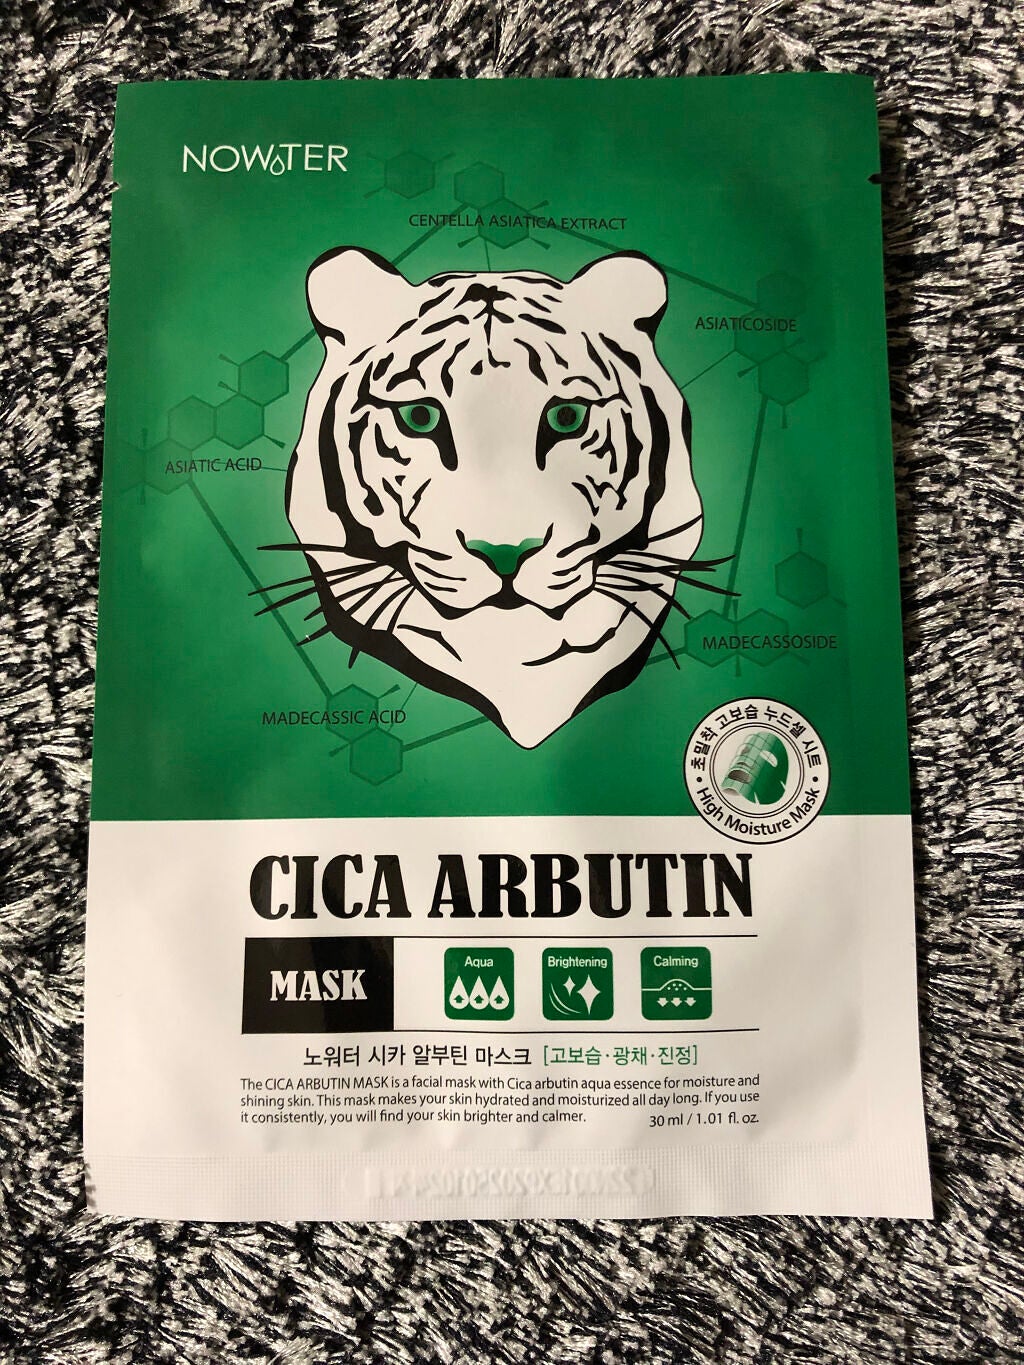 NOWATER
CENTELLA ASIATICA EXTRACT
ASIATICOSIDE
ASIATIC ACID
MADECASSOSIDE
MADECASSIC ACID
초밀착 고보습 누드셀 시트
High Moisture Mask
CICA ARBUTIN
MASK
Aqua
Brightening
Calming
노워터 시카 알부틴 마스크 [고보습·광채·진정]
The CICA ARBUTIN MASK is a facial mask with Cica arbutin aqua essence for moisture and
shining skin. This mask makes your skin hydrated and moisturized all day long. If you use
it consistently, you will find your skin brighter and calmer.
30 ml / 1.01 fl. oz.